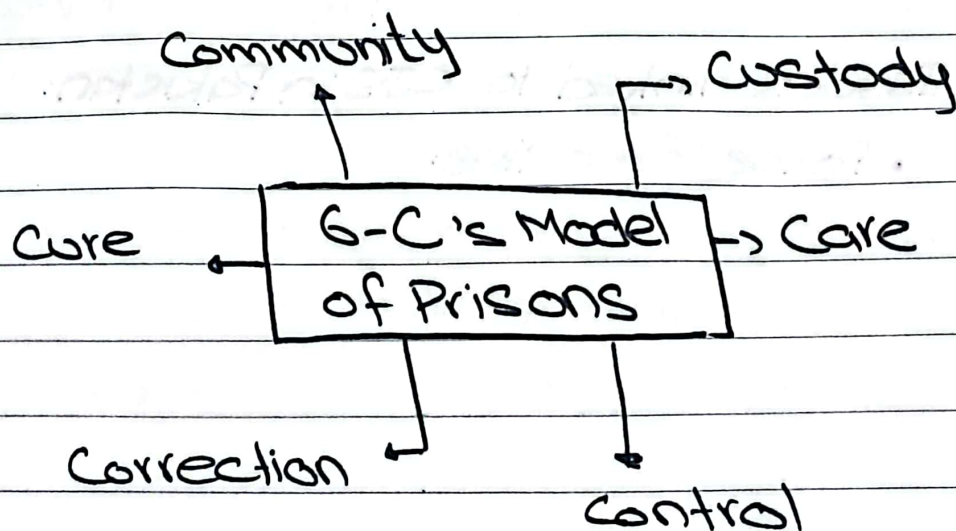 Community
Custody
6-C's Model
of Prisons
Care
Cure
Correction
Control